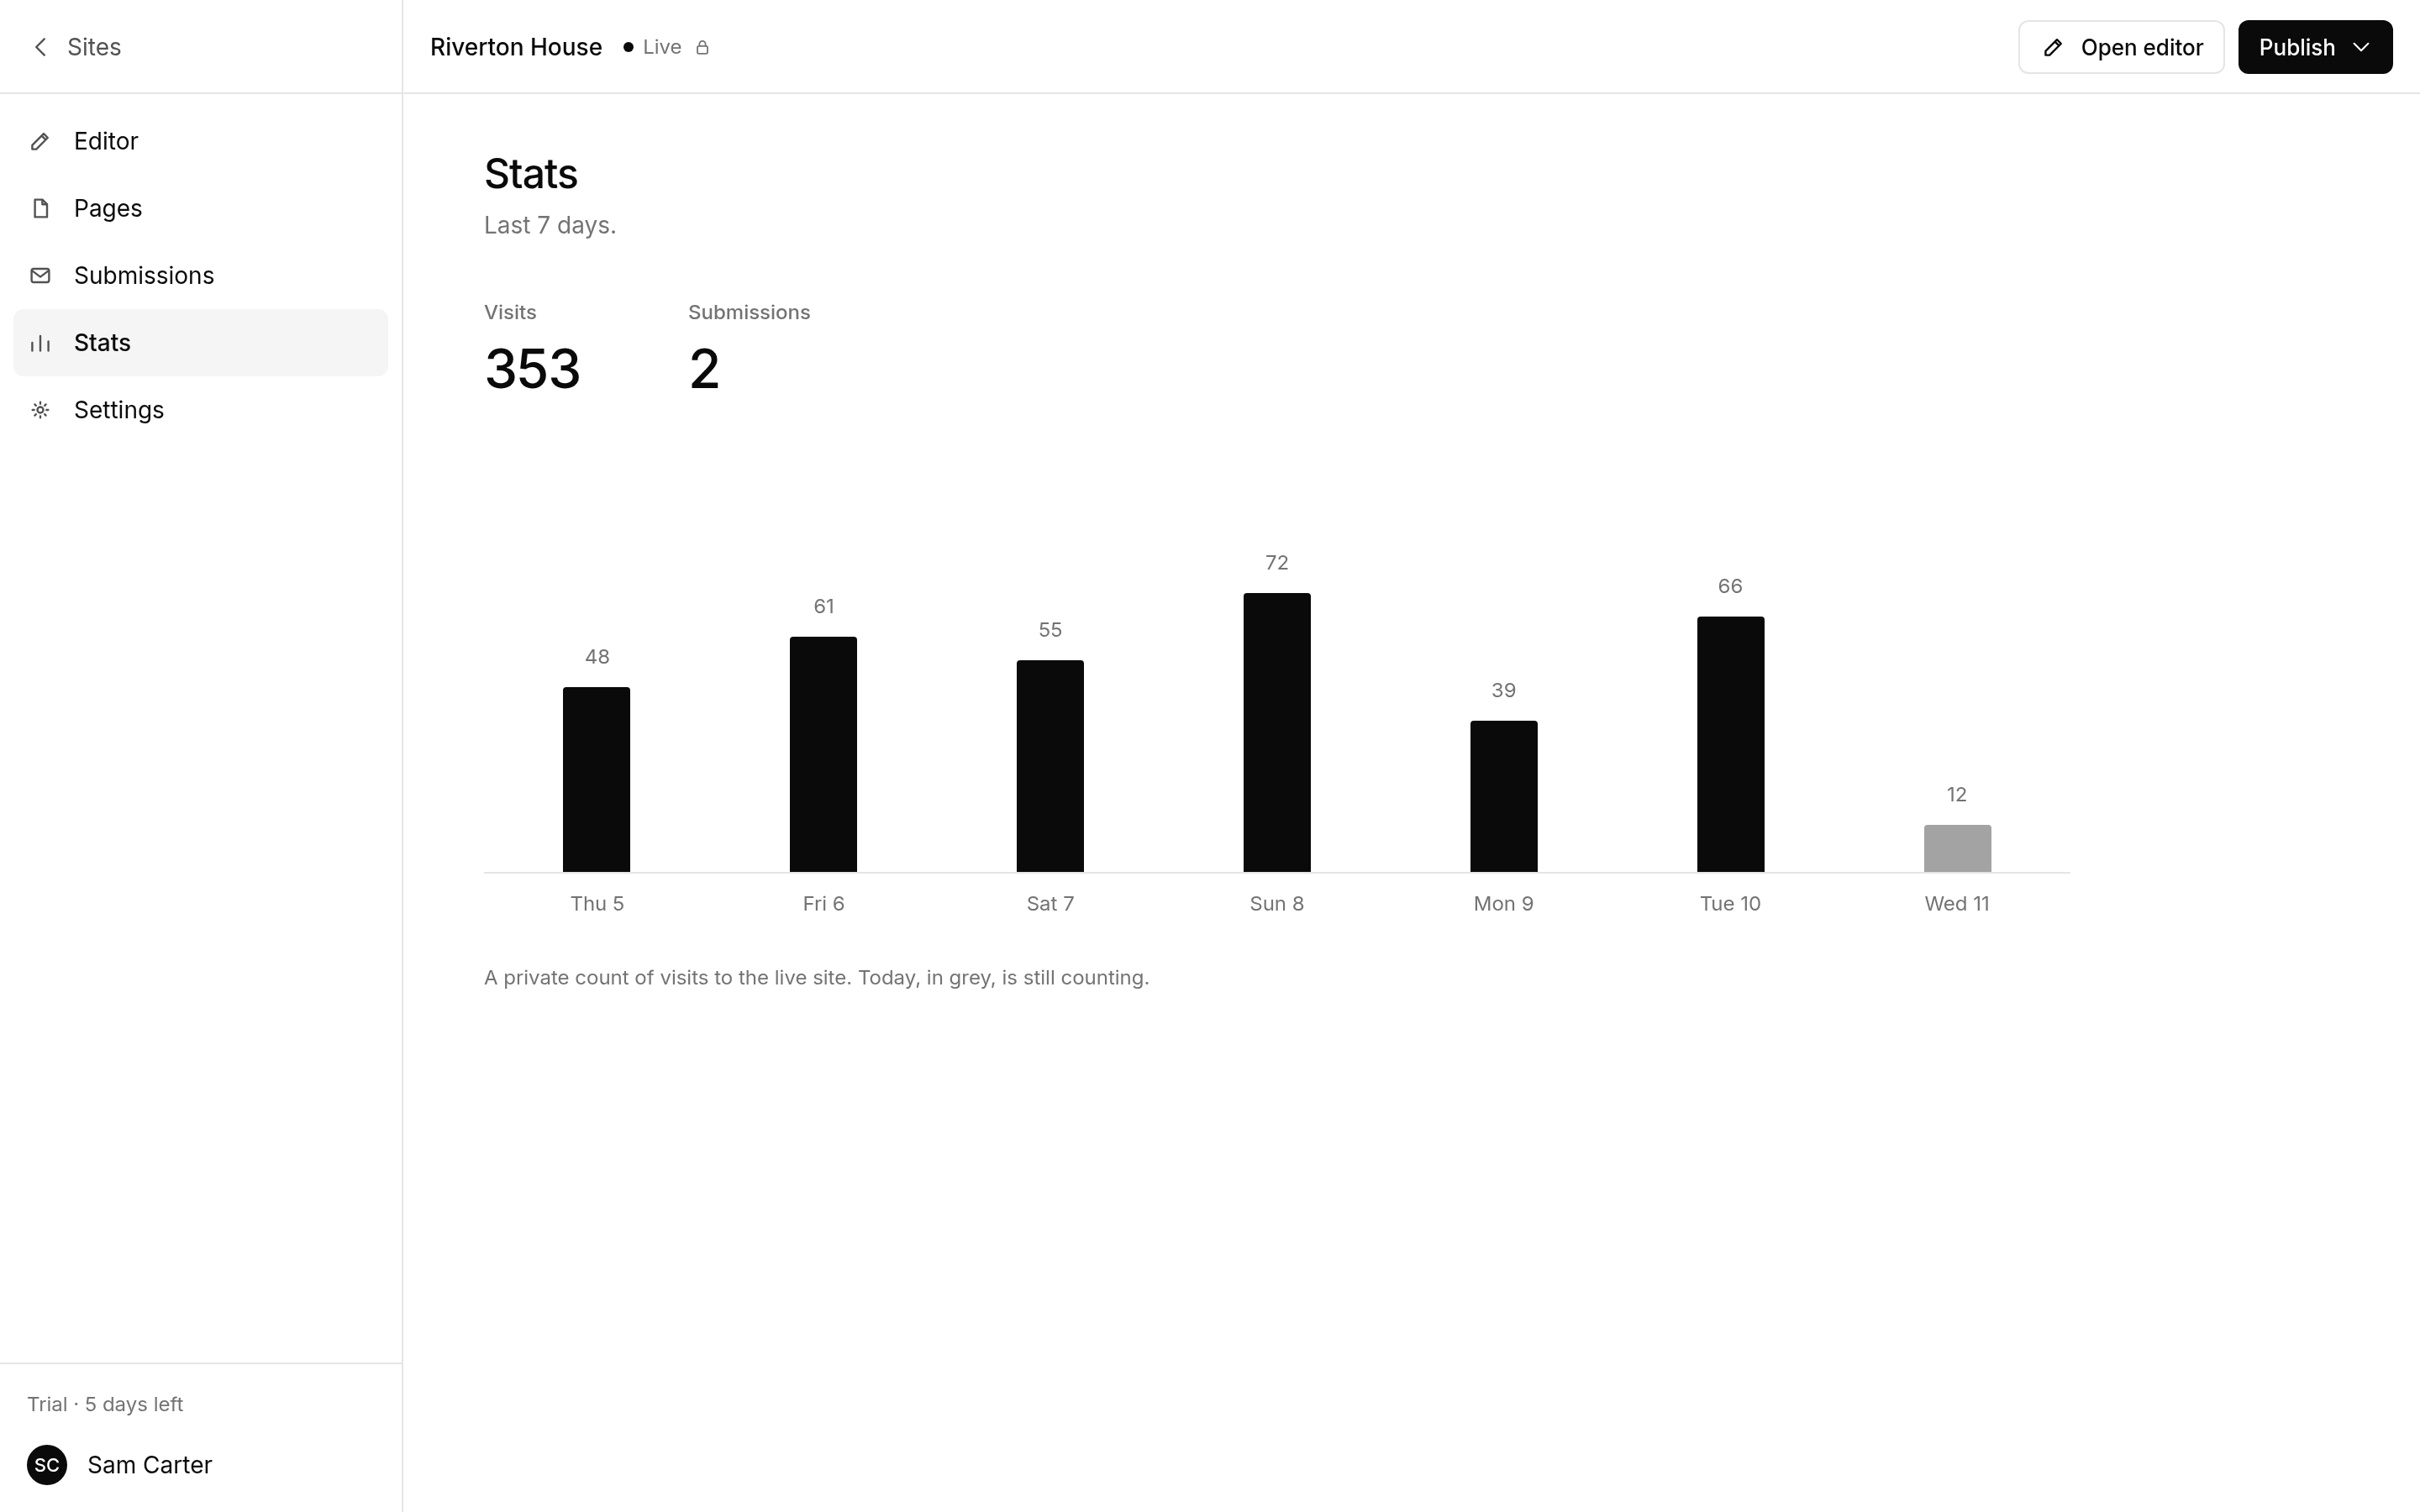 Sites
Riverton House
Live
Open editor
Publish
Editor
Pages
Submissions
Stats
Settings
Stats
Last 7 days.
Visits
Submissions
353
2
48
61
55
72
39
66
12
Thu 5
Fri 6
Sat 7
Sun 8
Mon 9
Tue 10
Wed 11
A private count of visits to the live site. Today, in grey, is still counting.
Trial · 5 days left
SC
Sam Carter